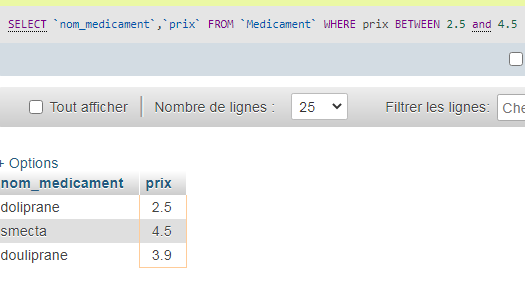 SELECT `nom_medicament`,`prix` FROM `Medicament` WHERE prix BETWEEN 2.5 and 4.5
Tout afficher Nombre de lignes : 25 Filtrer les lignes: Che
+ Options
nom_medicament prix
doliprane 2.5
smecta 4.5
douliprane 3.9